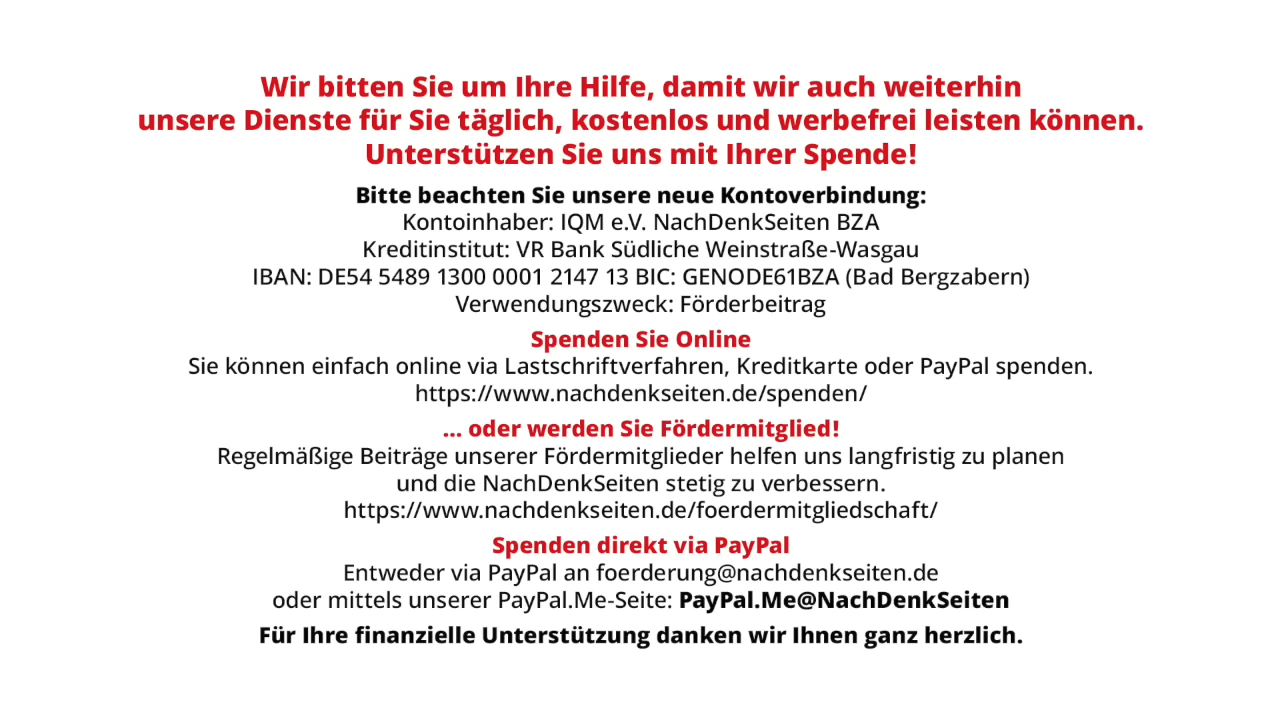 Wir bitten Sie um Ihre Hilfe, damit wir auch weiterhin
unsere Dienste für Sie täglich, kostenlos und werbefrei leisten können.
Unterstützen Sie uns mit Ihrer Spende!
Bitte beachten Sie unsere neue Kontoverbindung:
Kontoinhaber: IQM e.V. NachDenkSeiten BZA
Kreditinstitut: VR Bank Südliche Weinstraße-Wasgau
IBAN: DE54 5489 1300 0001 2147 13 BIC: GENODE61BZA (Bad Bergzabern)
Verwendungszweck: Förderbeitrag
Spenden Sie Online
Sie können einfach online via Lastschriftverfahren, Kreditkarte oder PayPal spenden.
https://www.nachdenkseiten.de/spenden/
... oder werden Sie Fördermitglied!
Regelmäßige Beiträge unserer Fördermitglieder helfen uns langfristig zu planen
und die NachDenkSeiten stetig zu verbessern.
https://www.nachdenkseiten.de/foerdermitgliedschaft/
Spenden direkt via PayPal
Entweder via PayPal an foerderung@nachdenkseiten.de
oder mittels unserer PayPal.Me-Seite: PayPal.Me@NachDenkSeiten
Für Ihre finanzielle Unterstützung danken wir Ihnen ganz herzlich.